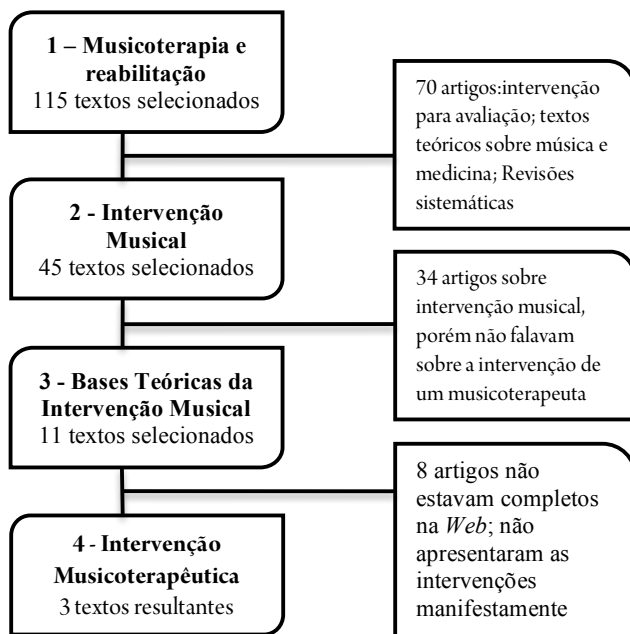 1 – Musicoterapia e
reabilitação
115 textos selecionados
70 artigos:intervenção
para avaliação; textos
teóricos sobre música e
medicina; Revisões
sistemáticas
2 - Intervenção
Musical
45 textos selecionados
34 artigos sobre
intervenção musical,
porém não falavam
sobre a intervenção de
um musicoterapeuta
3 - Bases Teóricas da
Intervenção Musical
11 textos selecionados
8 artigos não
estavam completos
na Web; não
apresentaram as
intervenções
manifestamente
4 - Intervenção
Musicoterapêutica
3 textos resultantes